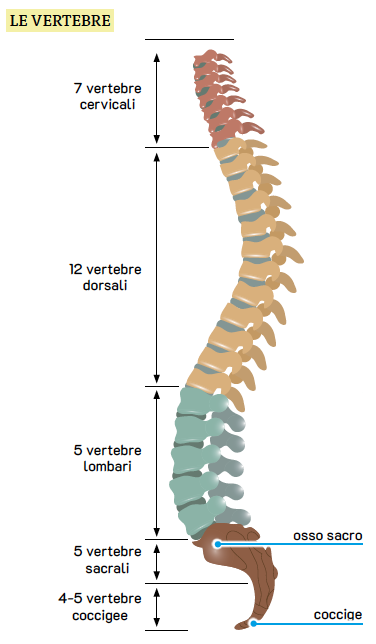 LE VERTEBRE
7 vertebre
cervicali
12 vertebre
dorsali
5 vertebre
lombari
osso sacro
5 vertebre
sacrali
4-5 vertebre
coccigee
coccige